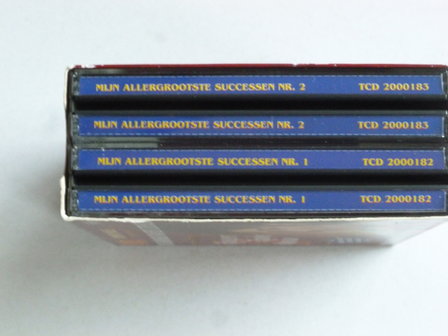 MIJN ALLERGROOTSTE SUCCESSEN NR. 2 TCD 2000183
MIJN ALLERGROOTSTE SUCCESSEN NR. 2 TCD 2000183
MIJN ALLERGROOTSTE SUCCESSEN NR. 1 TCD 2000182
MIJN ALLERGROOTSTE SUCCESSEN NR. 1 TCD 2000182